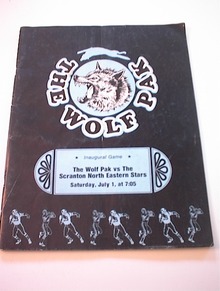 THE WOLF PAK
Inaugural Game
The Wolf Pak vs The
Scranton North Eastern Stars
Saturday, July 1, at 7:05